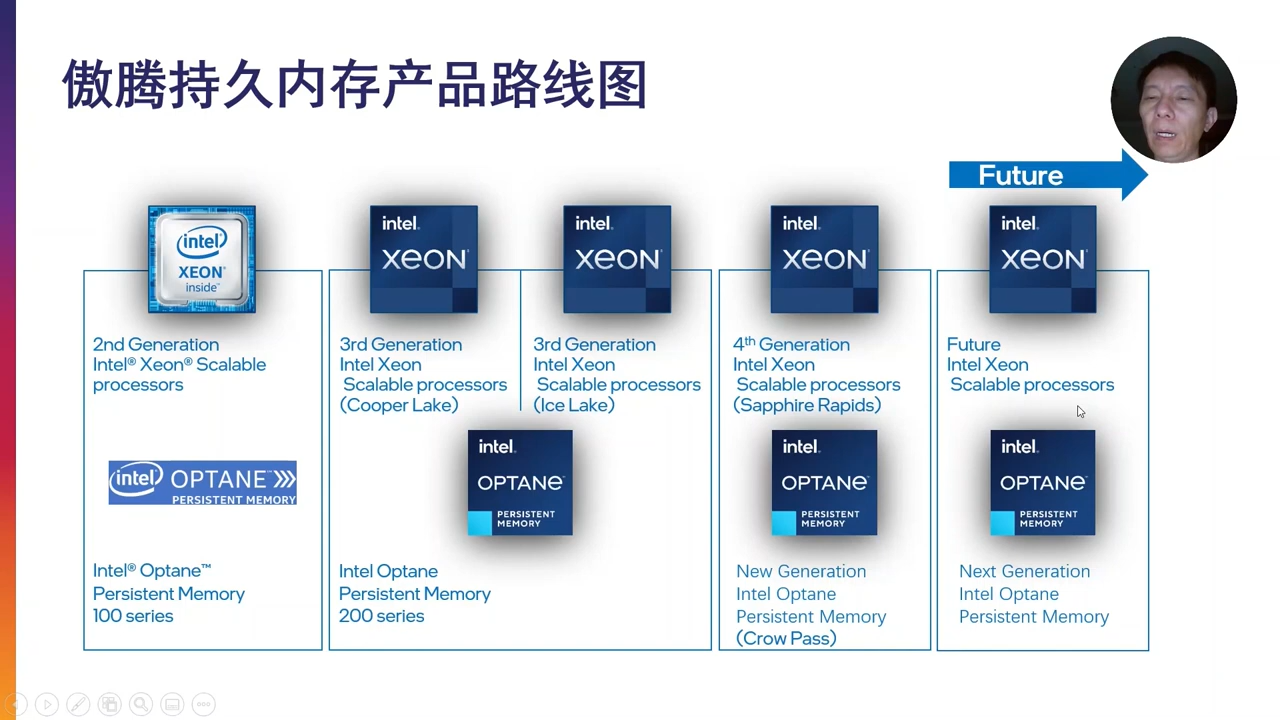 傲腾持久内存产品路线图
Future
intel
XEON
inside™
intel.
XEON®
intel.
XEON®
intel.
XEON®
intel.
XEON®
2nd Generation
Intel® Xeon® Scalable
processors
3rd Generation
Intel Xeon
Scalable processors
(Cooper Lake)
3rd Generation
Intel Xeon
Scalable processors
(Ice Lake)
4th Generation
Intel Xeon
Scalable processors
(Sapphire Rapids)
Future
Intel Xeon
Scalable processors
intel OPTANE™
PERSISTENT MEMORY
intel.
OPTANE™
PERSISTENT
MEMORY
intel.
OPTANE™
PERSISTENT
MEMORY
intel.
OPTANE™
PERSISTENT
MEMORY
Intel® Optane™
Persistent Memory
100 series
Intel Optane
Persistent Memory
200 series
New Generation
Intel Optane
Persistent Memory
(Crow Pass)
Next Generation
Intel Optane
Persistent Memory